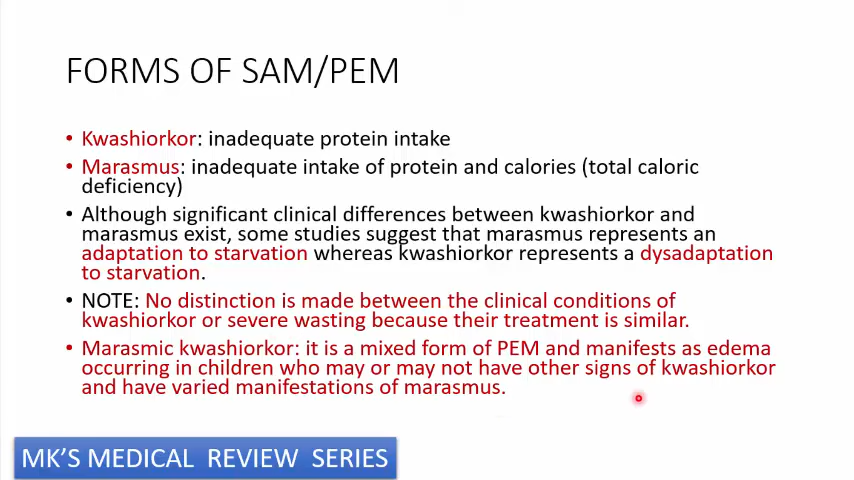 FORMS OF SAM/PEM
• Kwashiorkor: inadequate protein intake
• Marasmus: inadequate intake of protein and calories (total caloric
deficiency)
• Although significant clinical differences between kwashiorkor and
marasmus exist, some studies suggest that marasmus represents an
adaptation to starvation whereas kwashiorkor represents a dysadaptation
to starvation.
• NOTE: No distinction is made between the clinical conditions of
kwashiorkor or severe wasting because their treatment is similar.
• Marasmic kwashiorkor: it is a mixed form of PEM and manifests as edema
occurring in children who may or may not have other signs of kwashiorkor
and have varied manifestations of marasmus.
MK'S MEDICAL REVIEW SERIES